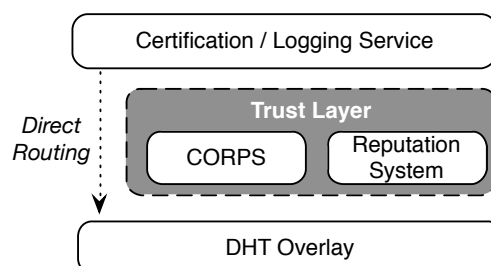 Certification / Logging Service
Direct
Routing
Trust Layer
CORPS
Reputation
System
DHT Overlay